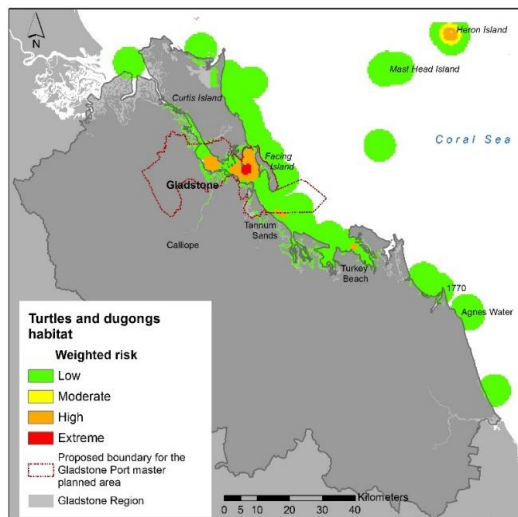 N
Heron Island
Mast Head Island
Curtis Island
Coral Sea
Facing
Island
Gladstone
Tannum
Sands
Calliope
Turkey
Beach
1770
Agnes Water
Turtles and dugongs
habitat
Weighted risk
Low
Moderate
High
Extreme
Proposed boundary for the
Gladstone Port master
planned area
Gladstone Region
Kilometers
0 5 10 20 30 40